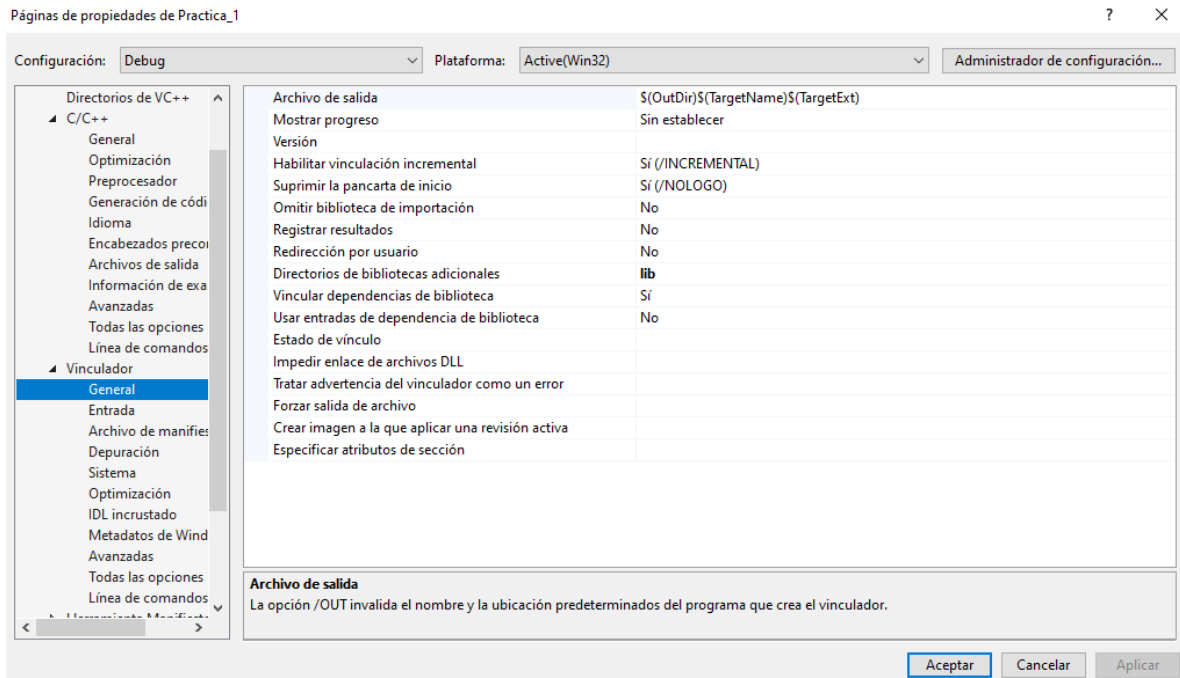 Páginas de propiedades de Practica_1
? ×
Configuración: Debug Plataforma: Active(Win32) Administrador de configuración...
Directorios de VC++
C/C++
General
Optimización
Preprocesador
Generación de códi
Idioma
Encabezados precor
Archivos de salida
Información de exa
Avanzadas
Todas las opciones
Línea de comandos
Vinculador
General
Entrada
Archivo de manifies
Depuración
Sistema
Optimización
IDL incrustado
Metadatos de Wind
Avanzadas
Todas las opciones
Línea de comandos
Archivo de salida $(OutDir)$(TargetName)$(TargetExt)
Mostrar progreso Sin establecer
Versión
Habilitar vinculación incremental Sí (/INCREMENTAL)
Suprimir la pancarta de inicio Sí (/NOLOGO)
Omitir biblioteca de importación No
Registrar resultados No
Redirección por usuario No
Directorios de bibliotecas adicionales lib
Vincular dependencias de biblioteca Sí
Usar entradas de dependencia de biblioteca No
Estado de vínculo
Impedir enlace de archivos DLL
Tratar advertencia del vinculador como un error
Forzar salida de archivo
Crear imagen a la que aplicar una revisión activa
Especificar atributos de sección
Archivo de salida
La opción /OUT invalida el nombre y la ubicación predeterminados del programa que crea el vinculador.
Aceptar Cancelar Aplicar